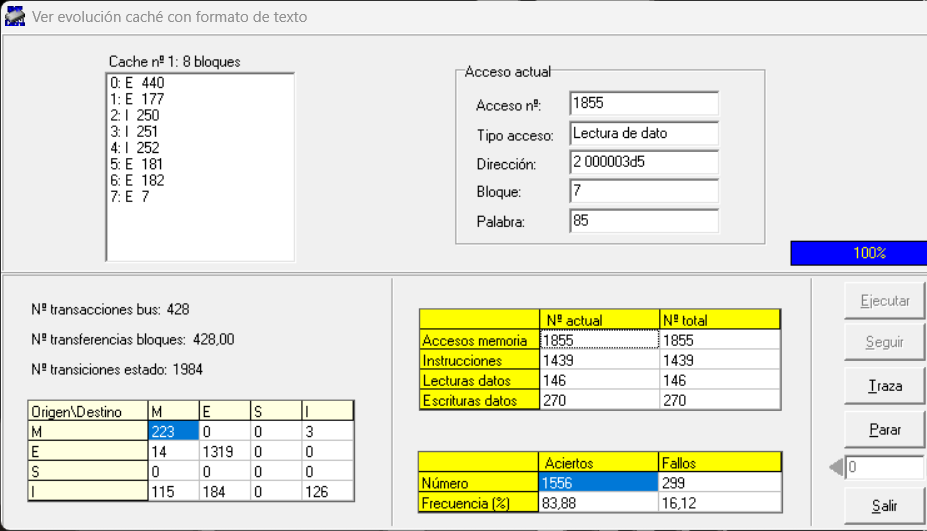 Ver evolución caché con formato de texto
Cache nº 1: 8 bloques
0: E 440
1: E 177
2: I 250
3: I 251
4: I 252
5: E 181
6: E 182
7: E 7
Acceso actual
Acceso nº: 1855
Tipo acceso: Lectura de dato
Dirección: 2 000003d5
Bloque: 7
Palabra: 85
100%
Nº transacciones bus: 428
Nº transferencias bloques: 428,00
Nº transiciones estado: 1984
Origen\Destino M E S I
M 223 0 0 3
E 14 1319 0 0
S 0 0 0 0
I 115 184 0 126
Nº actual Nº total
Accesos memoria 1855 1855
Instrucciones 1439 1439
Lecturas datos 146 146
Escrituras datos 270 270
Aciertos Fallos
Número 1556 299
Frecuencia (%) 83,88 16,12
Ejecutar
Seguir
Traza
Parar
0
Salir